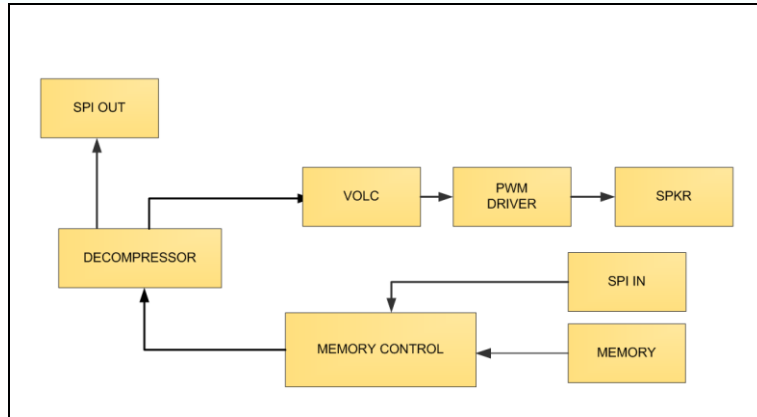 SPI OUT
VOLC
PWM
DRIVER
SPKR
DECOMPRESSOR
SPI IN
MEMORY CONTROL
MEMORY